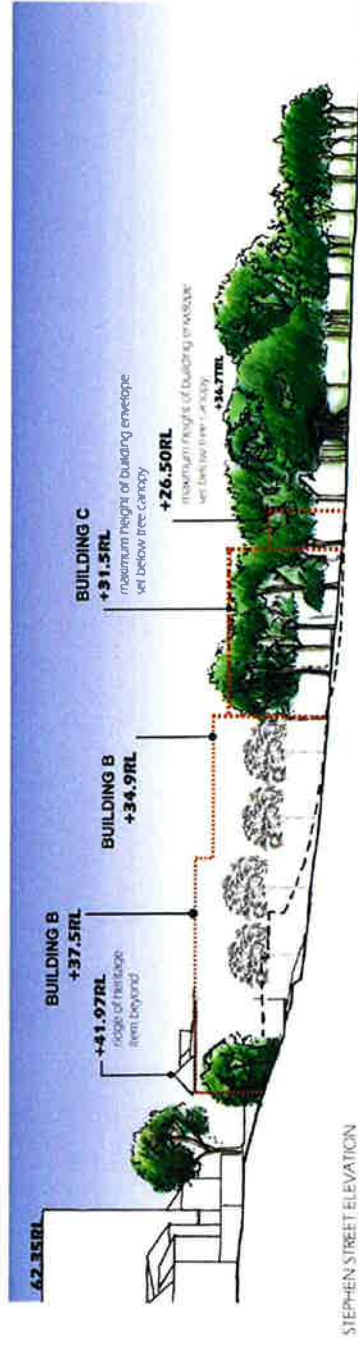 62.35RL
+41.97RL
ridge of heritage
item beyond
BUILDING B
+37.5RL
BUILDING B
+34.9RL
BUILDING C
+31.5RL
maximum height of building envelope
set below tree canopy
+26.50RL
maximum height of building envelope
set below tree canopy
+36.77RL
STEPHEN STREET ELEVATION